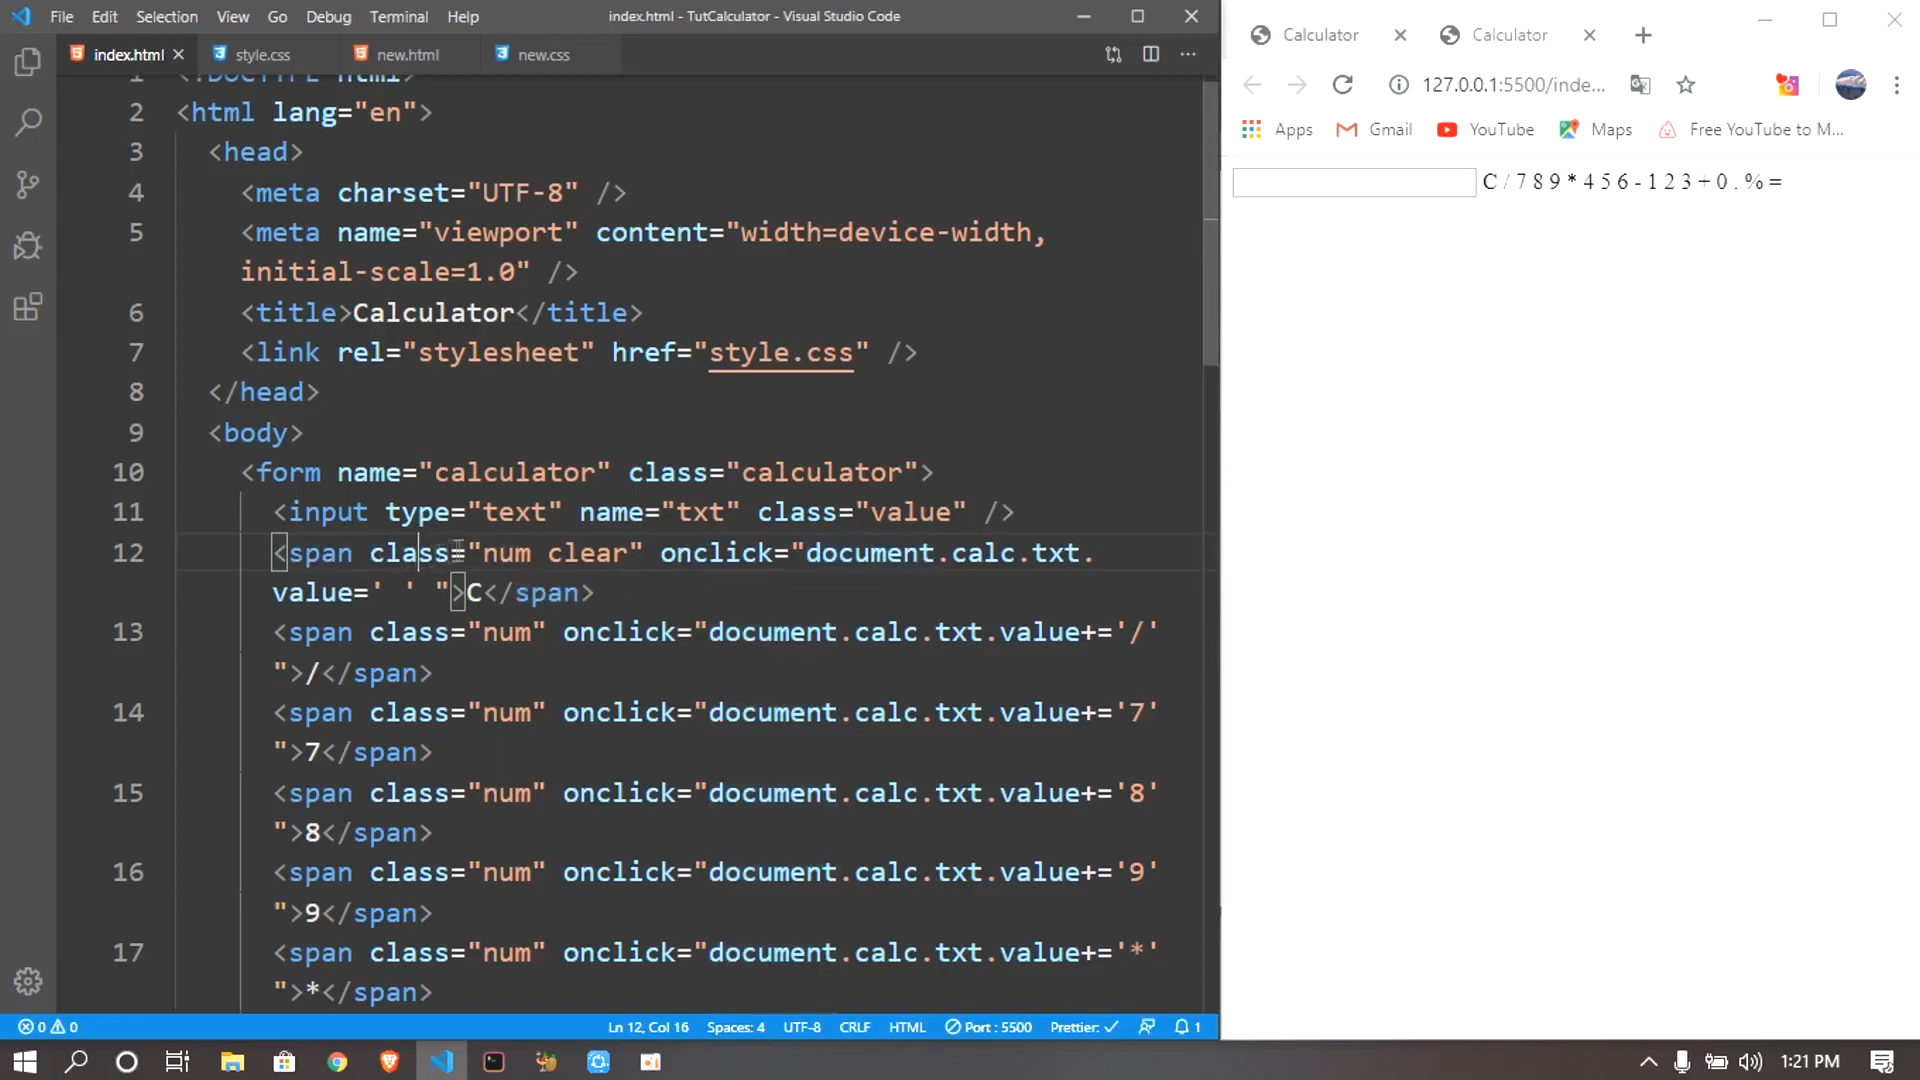 File Edit Selection View Go Debug Terminal Help index.html - TutCalculator - Visual Studio Code
index.html style.css new.html new.css
1 <!DOCTYPE html>
2 <html lang="en">
3 <head>
4 <meta charset="UTF-8" />
5 <meta name="viewport" content="width=device-width,
initial-scale=1.0" />
6 <title>Calculator</title>
7 <link rel="stylesheet" href="style.css" />
8 </head>
9 <body>
10 <form name="calculator" class="calculator">
11 <input type="text" name="txt" class="value" />
12 <span class="num clear" onclick="document.calc.txt.
value=' ' ">C</span>
13 <span class="num" onclick="document.calc.txt.value+='/'
">/</span>
14 <span class="num" onclick="document.calc.txt.value+='7'
">7</span>
15 <span class="num" onclick="document.calc.txt.value+='8'
">8</span>
16 <span class="num" onclick="document.calc.txt.value+='9'
">9</span>
17 <span class="num" onclick="document.calc.txt.value+='*'
">*</span>
0 0 Ln 12, Col 16 Spaces: 4 UTF-8 CRLF HTML Port : 5500 Prettier: ✓ 1
Calculator Calculator
127.0.0.1:5500/inde...
Apps Gmail YouTube Maps Free YouTube to M...
C / 7 8 9 * 4 5 6 - 1 2 3 + 0 . % =
1:21 PM